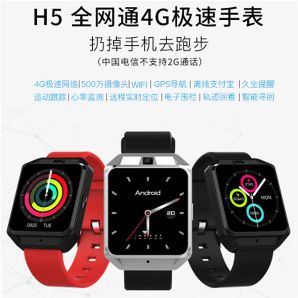 H5 全网通4G极速手表
扔掉手机去跑步
（中国电信不支持2G通话）
4G极速网络|500万摄像头|WIFI | GPS导航 | 离线支付宝 | 久坐提醒
运动跟踪 | 心率监测 | 远程实时定位 | 电子围栏 | 轨迹回看 | 智能寻回
Android
20
0925 TUE